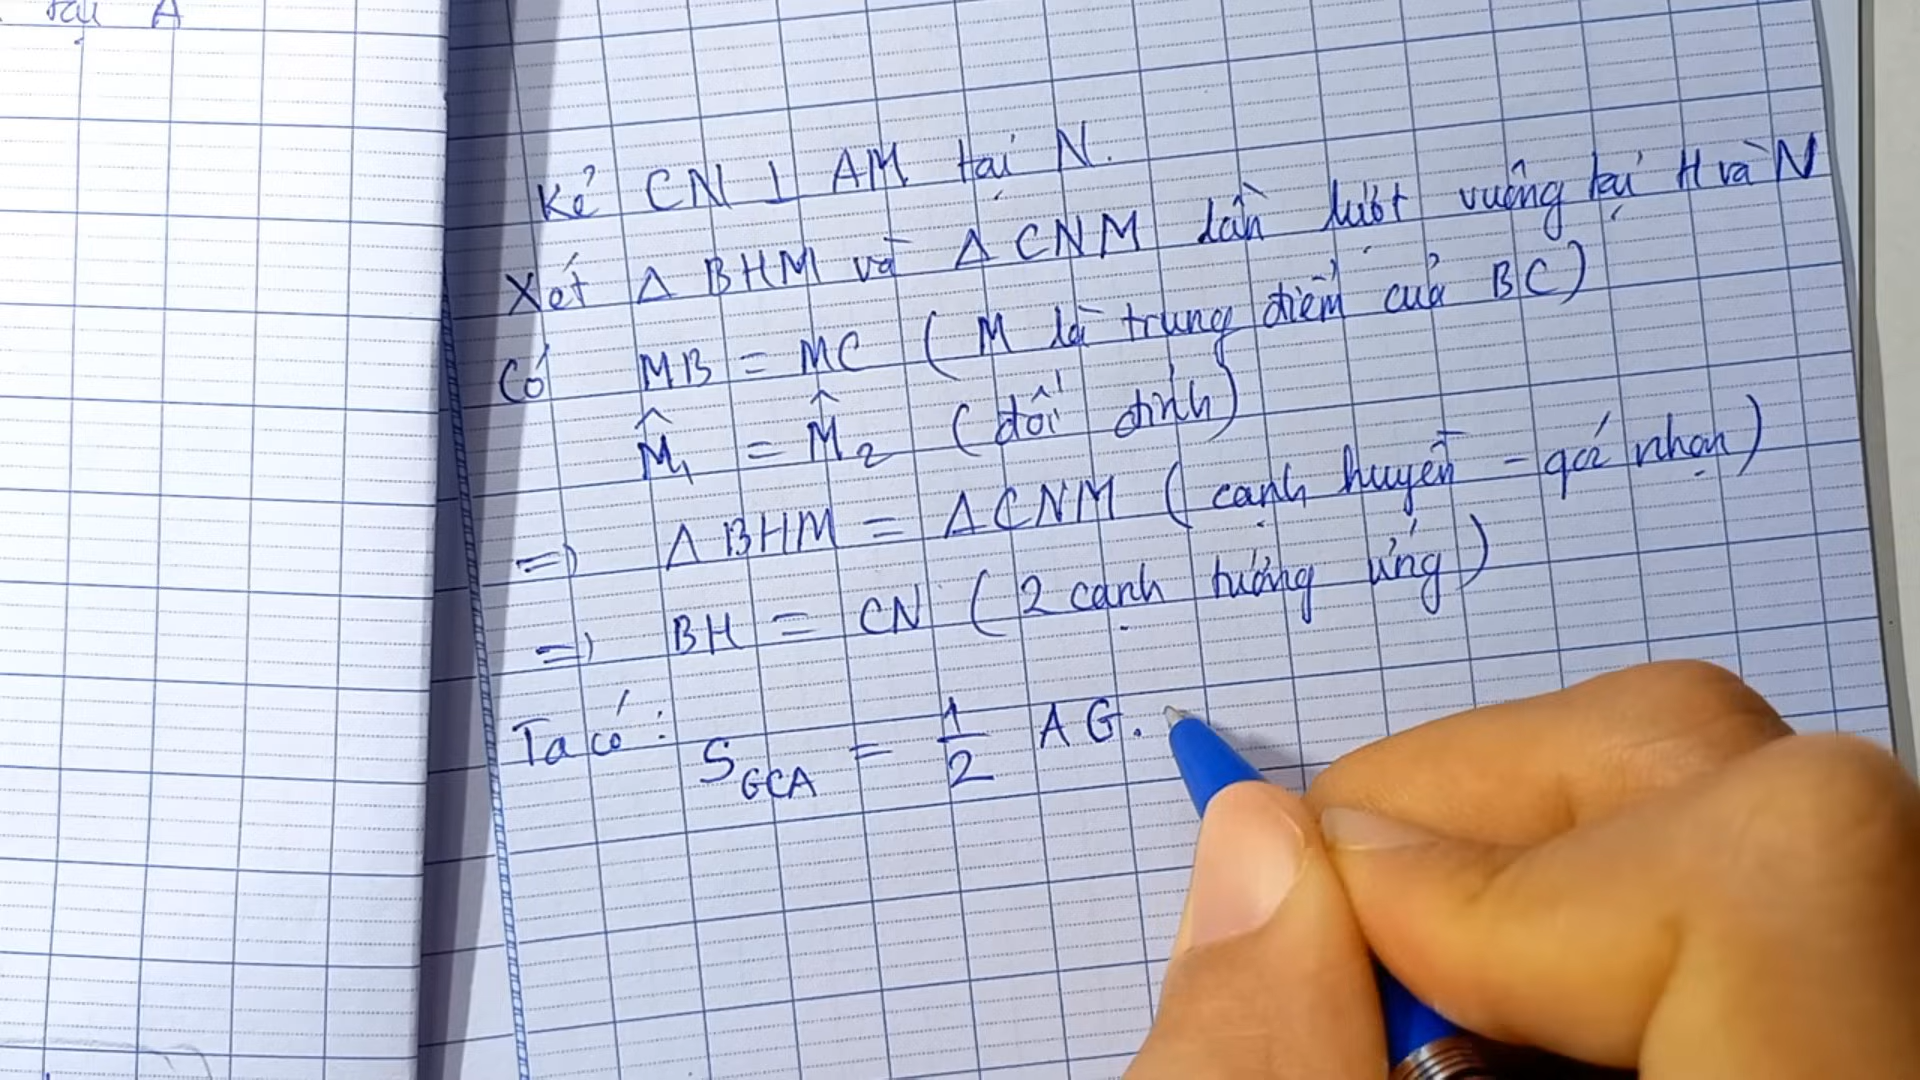 tại A
Kẻ CN ⊥ AM tại N.
Xét Δ BHM và Δ CNM lần lượt vuông tại H và N
Có MB = MC ( M là trung điểm của BC )
M̂₁ = M̂₂ ( đối đỉnh )
=> Δ BHM = Δ CNM ( cạnh huyền - góc nhọn )
=> BH = CN ( 2 cạnh tương ứng )
Ta có : S_GCA = 1/2 AG .